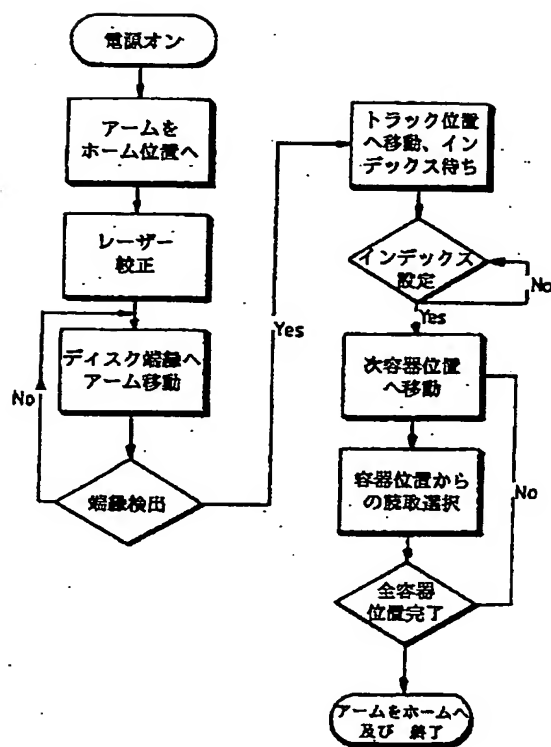 電源オン
アームを
ホーム位置へ
レーザー
較正
ディスク端縁へ
アーム移動
No
端縁検出
Yes
トラック位置
へ移動、イン
デックス待ち
インデックス
設定
No
Yes
次容器位置
へ移動
容器位置から
の読取選択
No
全容器
位置完了
アームをホームへ
及び 終了